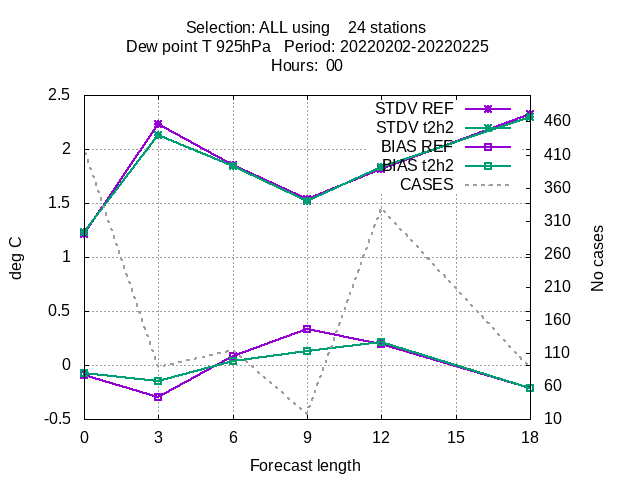 Selection: ALL using    24 stations
Dew point T 925hPa   Period: 20220202-20220225
Hours:  00
STDV REF
STDV t2h2
BIAS REF
BIAS t2h2
CASES
2.5
2
1.5
1
0.5
0
-0.5
460
410
360
310
260
210
160
110
60
10
deg C
No cases
0 3 6 9 12 15 18
Forecast length